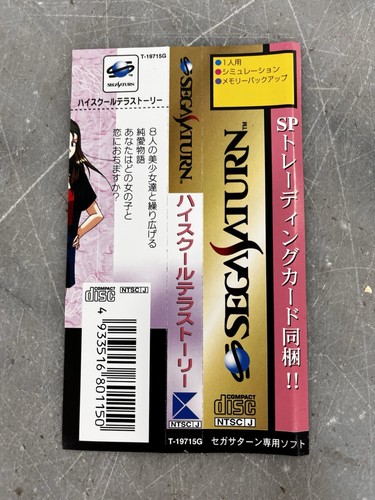 T-19715G
SEGA SATURN
ハイスクールテラストーリー
8人の美少女達と繰り広げる
純愛物語
あなたはどの女の子と
恋におちますか?
COMPACT
disc
NTSC J
4 933516 801150
SEGA SATURN™
ハイスクールテラストーリー
NTSC J
T-19715G
1人用
シミュレーション
メモリーバックアップ
SEGA SATURN™
COMPACT
disc
NTSC J
セガサターン専用ソフト
SPトレーディングカード同梱!!